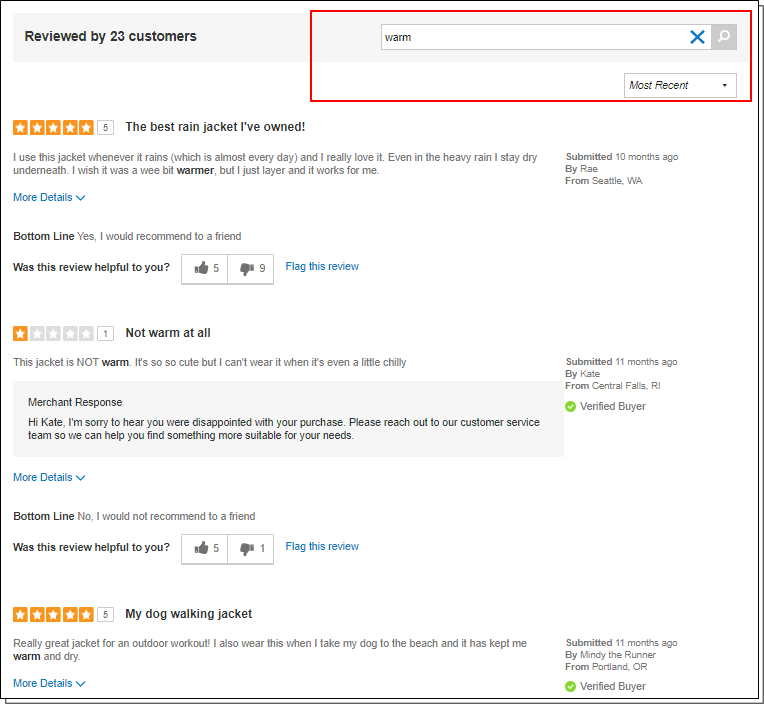 Reviewed by 23 customers
warm
Most Recent
5 The best rain jacket I've owned!
I use this jacket whenever it rains (which is almost every day) and I really love it. Even in the heavy rain I stay dry
underneath. I wish it was a wee bit warmer, but I just layer and it works for me.
Submitted 10 months ago
By Rae
From Seattle, WA
More Details
Bottom Line Yes, I would recommend to a friend
Was this review helpful to you? 5 9 Flag this review
1 Not warm at all
This jacket is NOT warm. It's so so cute but I can't wear it when it's even a little chilly
Submitted 11 months ago
By Kate
From Central Falls, RI
Verified Buyer
Merchant Response
Hi Kate, I'm sorry to hear you were disappointed with your purchase. Please reach out to our customer service
team so we can help you find something more suitable for your needs.
More Details
Bottom Line No, I would not recommend to a friend
Was this review helpful to you? 5 1 Flag this review
5 My dog walking jacket
Really great jacket for an outdoor workout! I also wear this when I take my dog to the beach and it has kept me
warm and dry.
Submitted 11 months ago
By Mindy the Runner
From Portland, OR
Verified Buyer
More Details